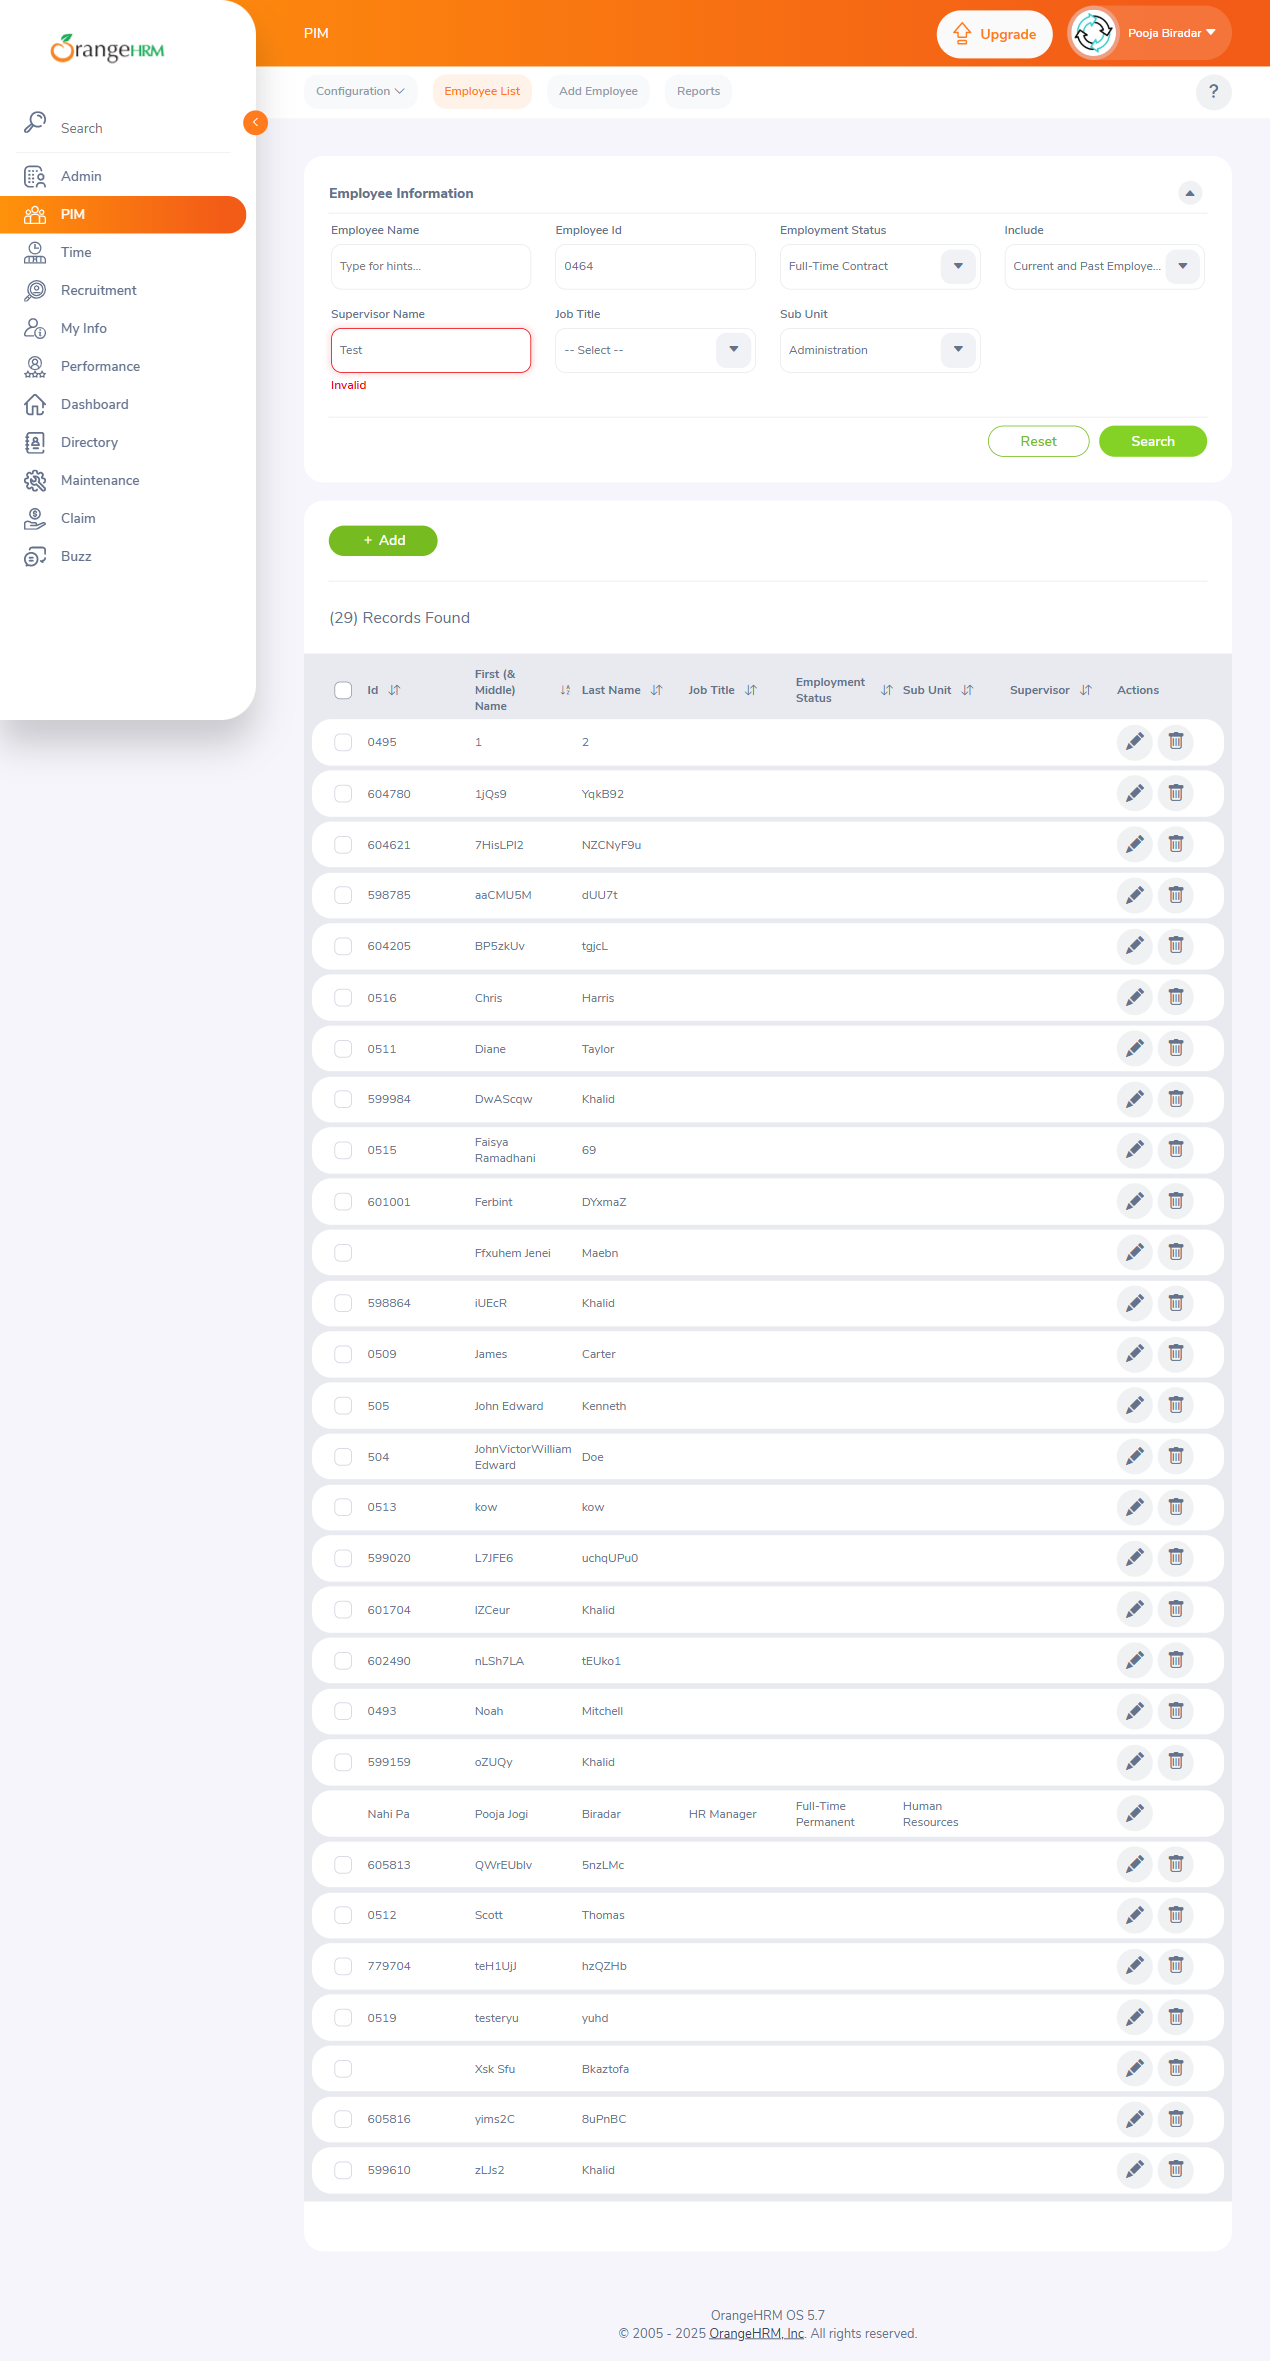 OrangeHRM
PIM
Upgrade
Pooja Biradar
Configuration
Employee List
Add Employee
Reports
?
Search
Admin
PIM
Time
Recruitment
My Info
Performance
Dashboard
Directory
Maintenance
Claim
Buzz
Employee Information
Employee Name
Employee Id
Employment Status
Include
Type for hints...
0464
Full-Time Contract
Current and Past Employe...
Supervisor Name
Job Title
Sub Unit
Test
-- Select --
Administration
Invalid
Reset
Search
+ Add
(29) Records Found
Id
First (& Middle) Name
Last Name
Job Title
Employment Status
Sub Unit
Supervisor
Actions
0495 1 2
604780 1jQs9 YqkB92
604621 7HisLPI2 NZCNyF9u
598785 aaCMU5M dUU7t
604205 BP5zkUv tgjcL
0516 Chris Harris
0511 Diane Taylor
599984 DwAScqw Khalid
0515 Faisya Ramadhani 69
601001 Ferbint DYxmaZ
Ffxuhem Jenei Maebn
598864 iUEcR Khalid
0509 James Carter
505 John Edward Kenneth
504 JohnVictorWilliam Edward Doe
0513 kow kow
599020 L7JFE6 uchqUPu0
601704 IZCeur Khalid
602490 nLSh7LA tEUko1
0493 Noah Mitchell
599159 oZUQy Khalid
Nahi Pa Pooja Jogi Biradar HR Manager Full-Time Permanent Human Resources
605813 QWrEUblv 5nzLMc
0512 Scott Thomas
779704 teH1UjJ hzQZHb
0519 testeryu yuhd
Xsk Sfu Bkaztofa
605816 yims2C 8uPnBC
599610 zLJs2 Khalid
OrangeHRM OS 5.7
© 2005 - 2025 OrangeHRM, Inc. All rights reserved.